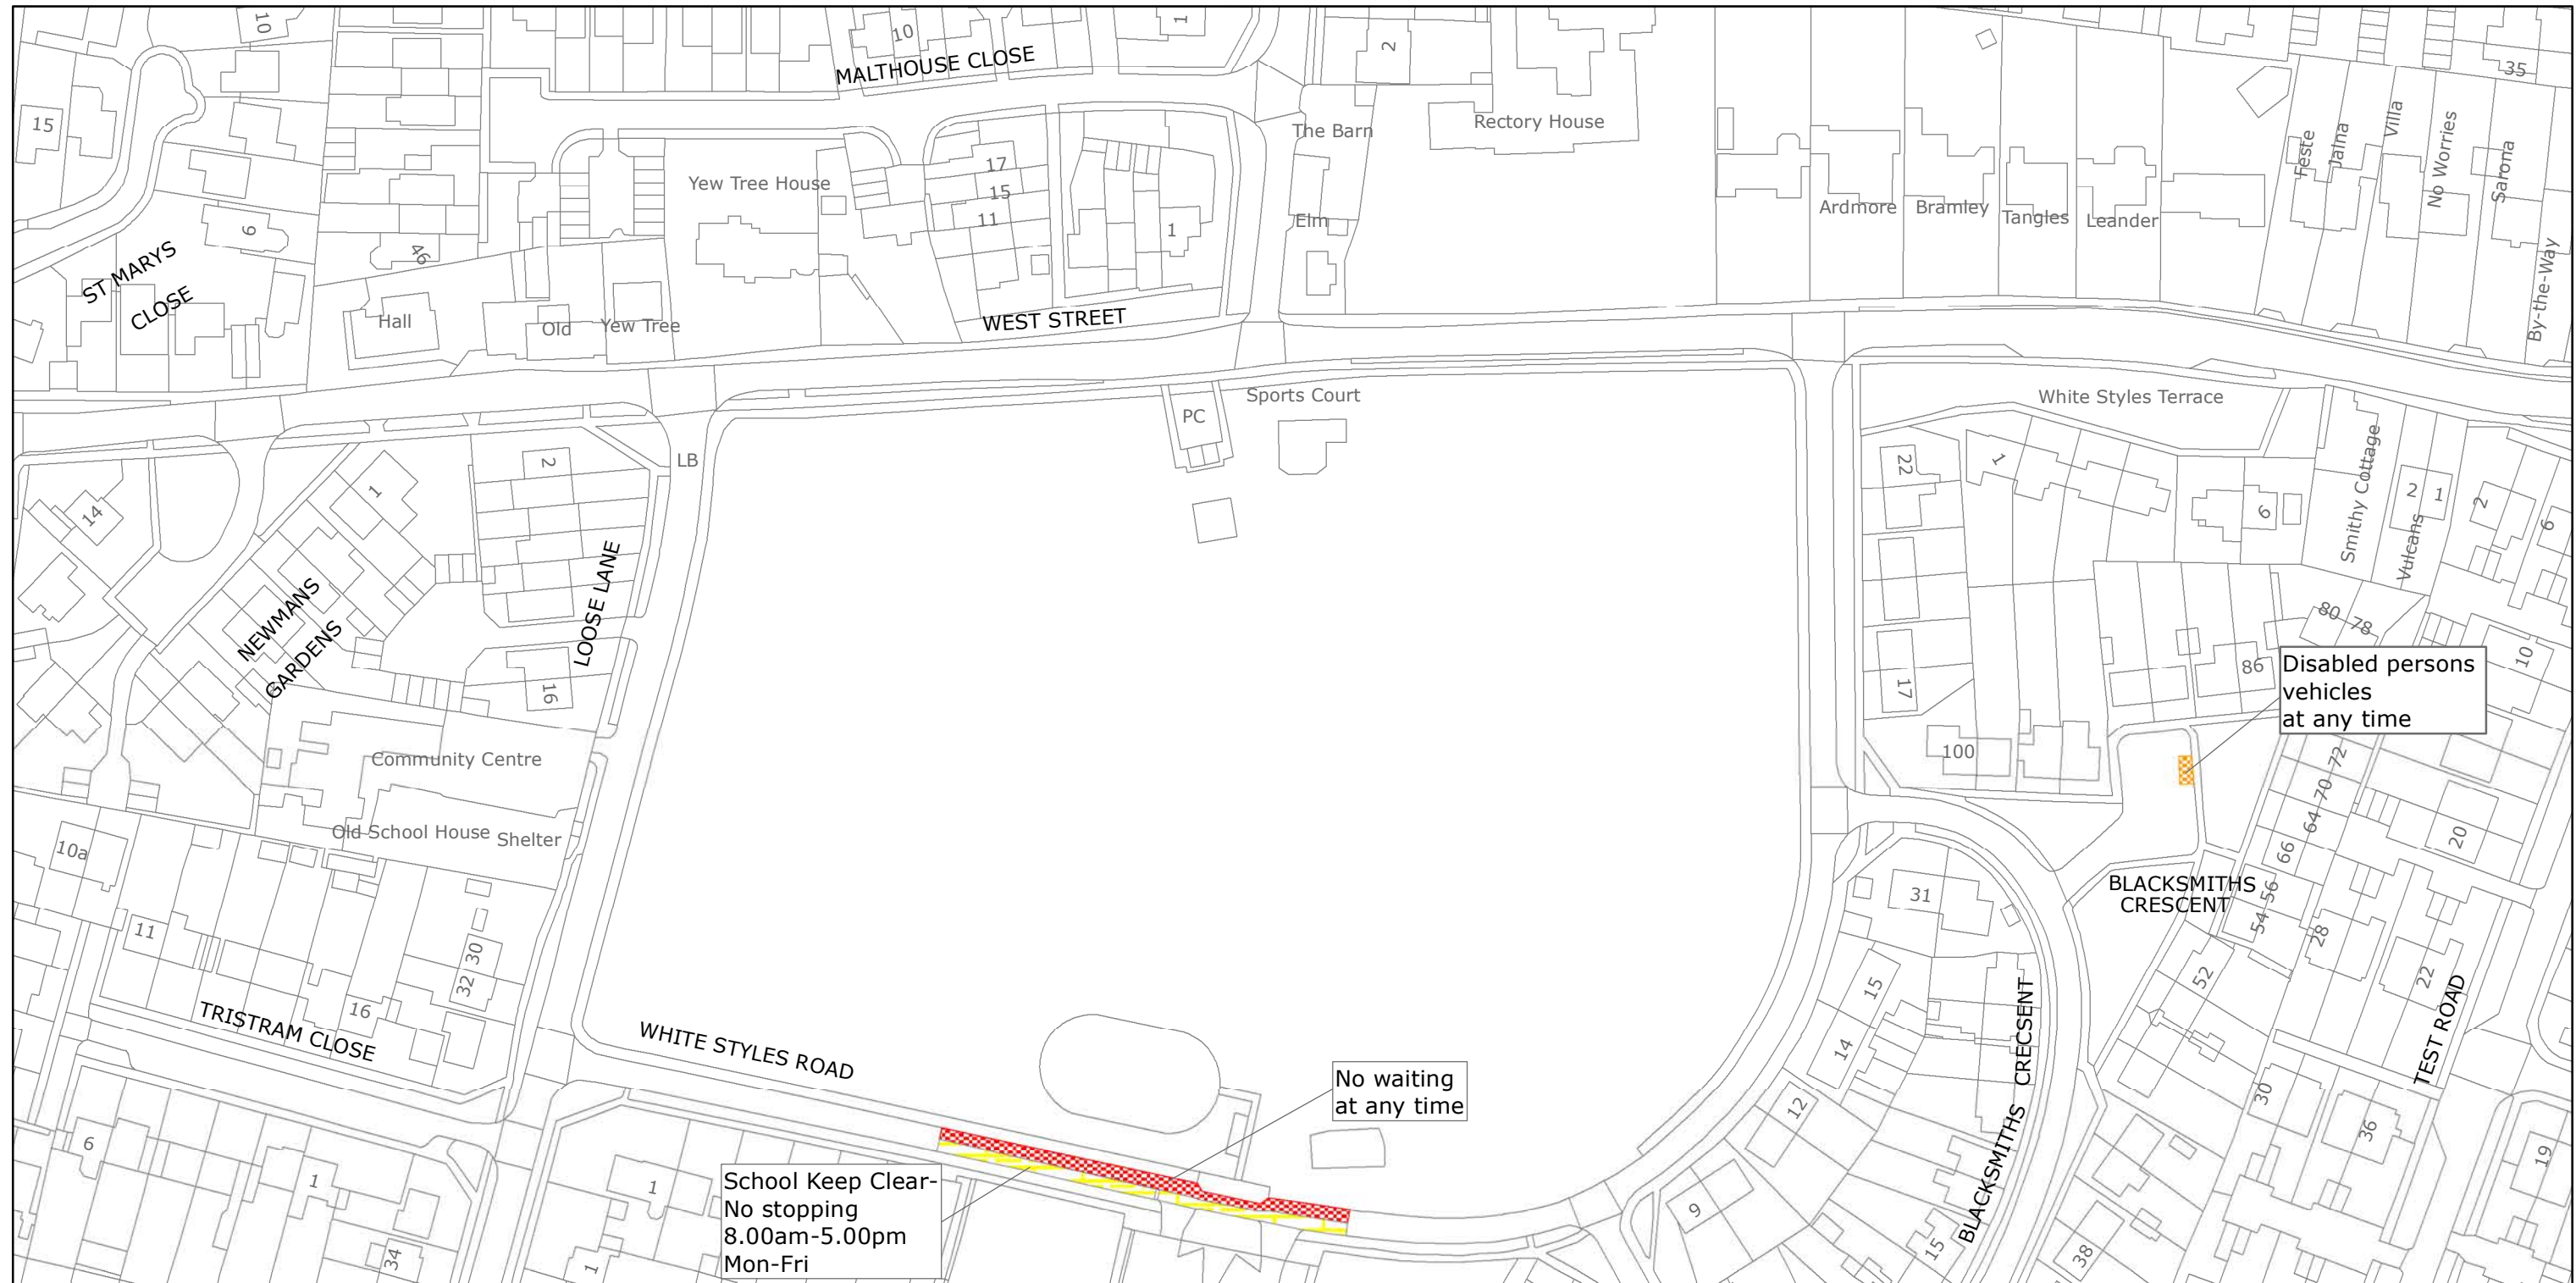 10
10
1
2
MALTHOUSE CLOSE
35
15
The Barn
Rectory House
Feste
Jalna
Villa
No Worries
Sarona
By-the-Way
17
15
11
1
Yew Tree House
Elm
Ardmore
Bramley
Tangles
Leander
9
46
ST MARYS
CLOSE
Hall
Old
Yew Tree
WEST STREET
PC
Sports Court
White Styles Terrace
LB
2
1
14
22
1
6
Smithy Cottage
2
1
Vulcans
2
6
NEWMANS
GARDENS
LOOSE LANE
16
17
80
78
86
10
Disabled persons
vehicles
at any time
Community Centre
100
72
70
64
66
56
54
Old School House
Shelter
10a
20
31
BLACKSMITHS
CRESCENT
11
30
32
16
28
22
52
15
14
12
TRISTRAM CLOSE
WHITE STYLES ROAD
BLACKSMITHS CRECSENT
TEST ROAD
30
36
19
6
1
34
1
1
No waiting
at any time
School Keep Clear-
No stopping
8.00am-5.00pm
Mon-Fri
9
15
38